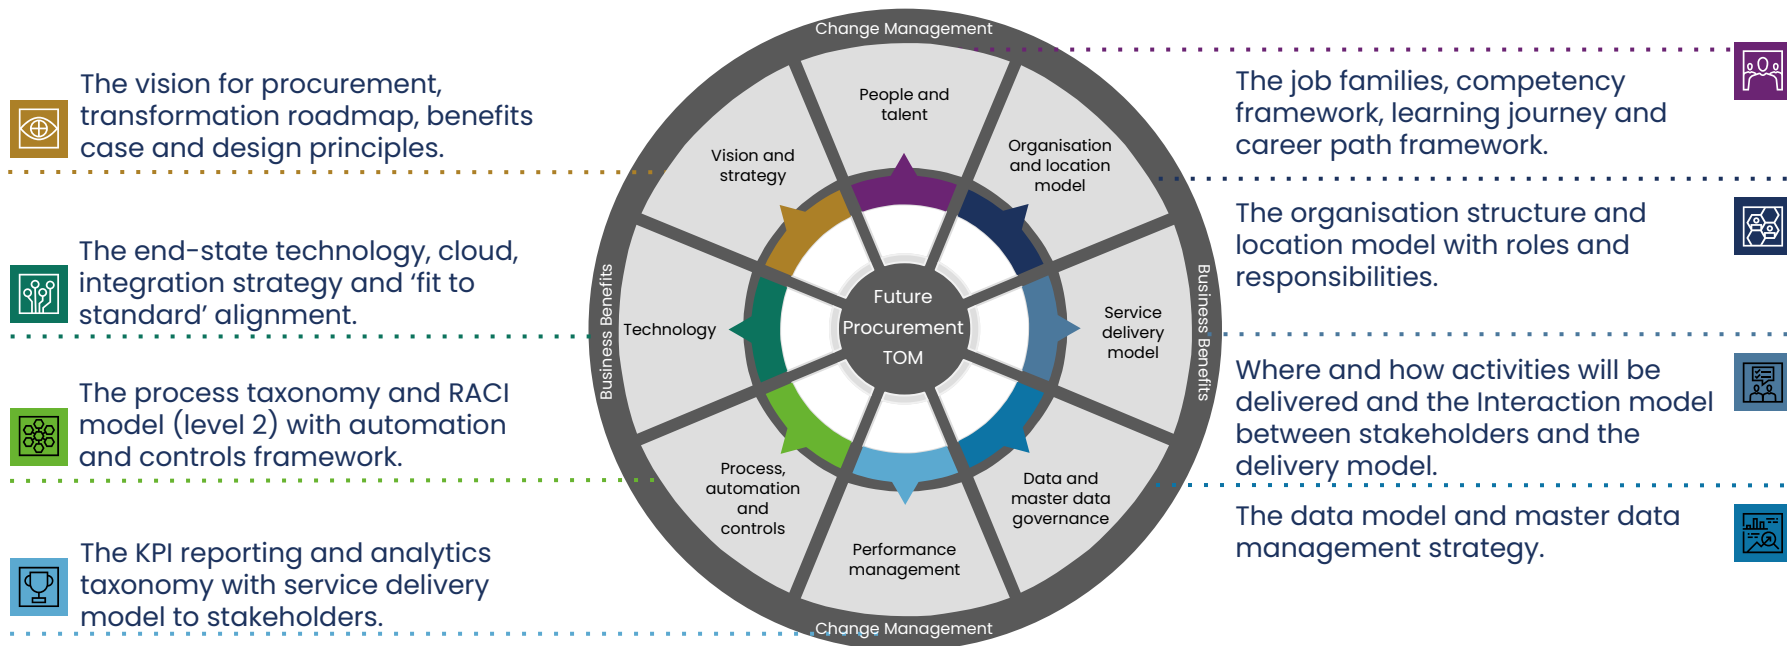 The vision for procurement,
transformation roadmap, benefits
case and design principles.
The end-state technology, cloud,
integration strategy and ‘fit to
standard’ alignment.
The process taxonomy and RACI
model (level 2) with automation
and controls framework.
The KPI reporting and analytics
taxonomy with service delivery
model to stakeholders.
Change Management
People and
talent
Vision and
strategy
Organisation
and location
model
Business Benefits
Technology
Future
Procurement
TOM
Service
delivery
model
Business Benefits
Process,
automation
and
controls
Performance
management
Data and
master data
governance
Change Management
The job families, competency
framework, learning journey and
career path framework.
The organisation structure and
location model with roles and
responsibilities.
Where and how activities will be
delivered and the Interaction model
between stakeholders and the
delivery model.
The data model and master data
management strategy.